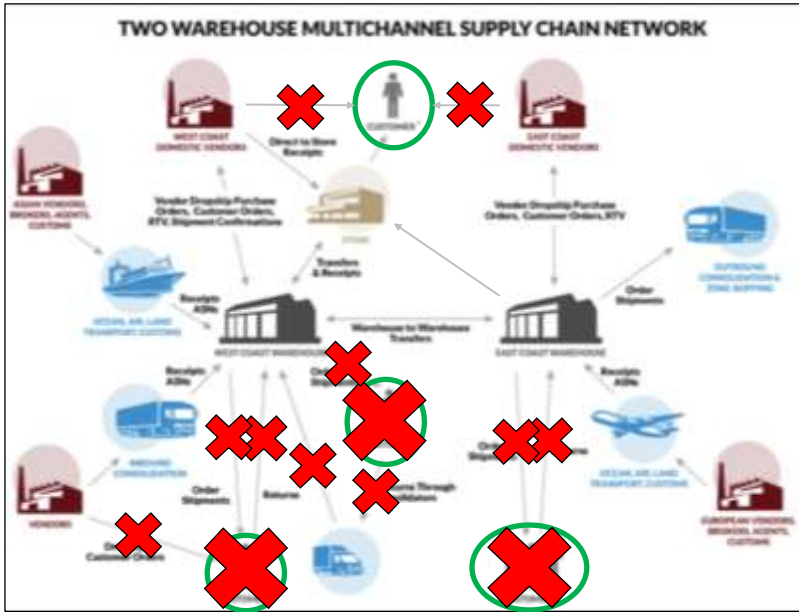 TWO WAREHOUSE MULTICHANNEL SUPPLY CHAIN NETWORK
CUSTOMER
WEST COAST
DOMESTIC VENDORS
EAST COAST
DOMESTIC VENDORS
Direct to Store
Receipts
ASIAN VENDORS,
BROKERS, AGENTS,
CUSTOMS
Vendor Dropship Purchase
Orders, Customer Orders,
RTV, Shipment Confirmations
STORE
Vendor Dropship Purchase
Orders, Customer Orders, RTV
Transfers
& Receipts
OUTBOUND
CONSOLIDATION &
ZONE SKIPPING
Order
Shipments
Receipts
ASNs
OCEAN, AIR, LAND
TRANSPORT, CUSTOMS
Warehouse to Warehouse
Transfers
WEST COAST WAREHOUSE
EAST COAST WAREHOUSE
Receipts
ASNs
Receipts
ASNs
INBOUND
CONSOLIDATION
OCEAN, AIR, LAND
TRANSPORT, CUSTOMS
Order
Shipments
Returns
Through
VENDORS
EUROPEAN VENDORS,
BROKERS, AGENTS,
CUSTOMS
Customer Orders